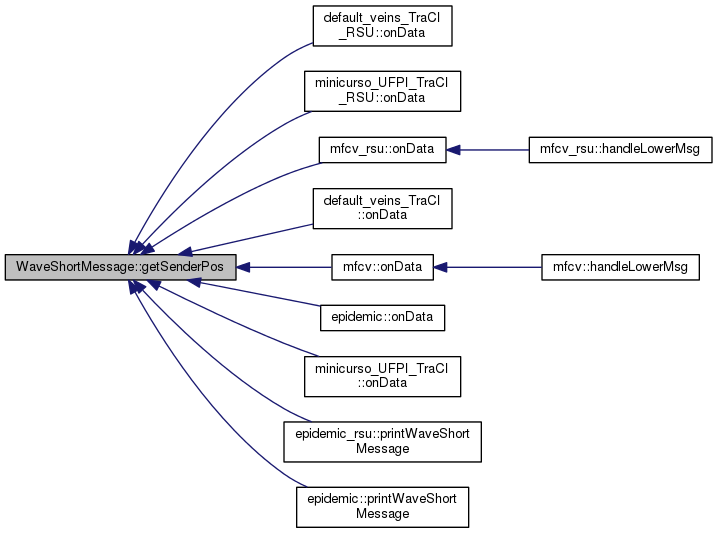 default_veins_TraCI
_RSU::onData
minicurso_UFPI_TraCI
_RSU::onData
mfcv_rsu::onData
mfcv_rsu::handleLowerMsg
default_veins_TraCI
::onData
WaveShortMessage::getSenderPos
mfcv::onData
mfcv::handleLowerMsg
epidemic::onData
minicurso_UFPI_TraCI
::onData
epidemic_rsu::printWaveShort
Message
epidemic::printWaveShort
Message